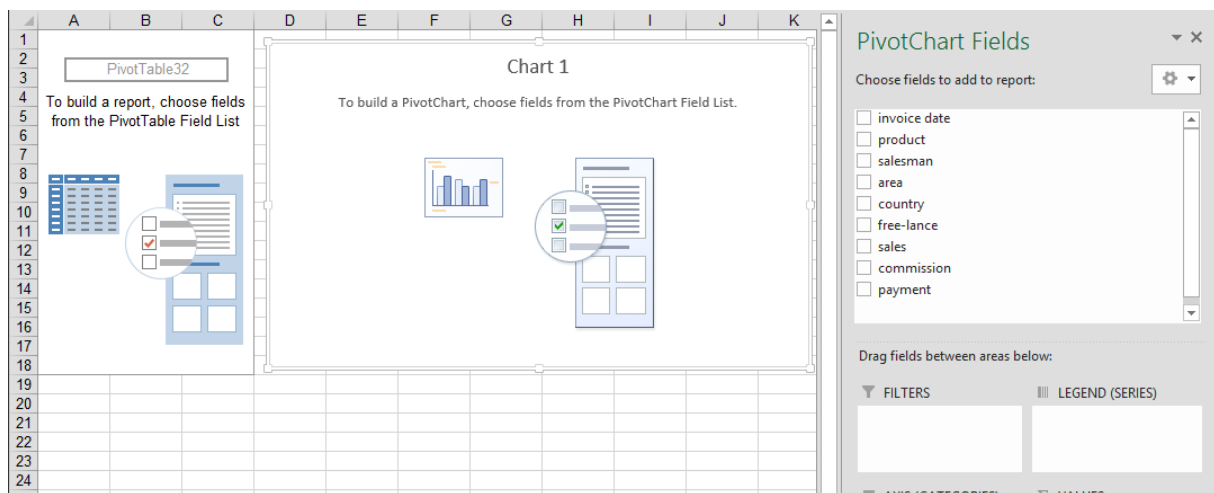 A B C D E F G H I J K
1
2
3
4
5
6
7
8
9
10
11
12
13
14
15
16
17
18
19
20
21
22
23
24
PivotTable32
To build a report, choose fields
from the PivotTable Field List
Chart 1
To build a PivotChart, choose fields from the PivotChart Field List.
PivotChart Fields
Choose fields to add to report:
invoice date
product
salesman
area
country
free-lance
sales
commission
payment
Drag fields between areas below:
FILTERS
LEGEND (SERIES)
AXIS (CATEGORIES)
VALUES